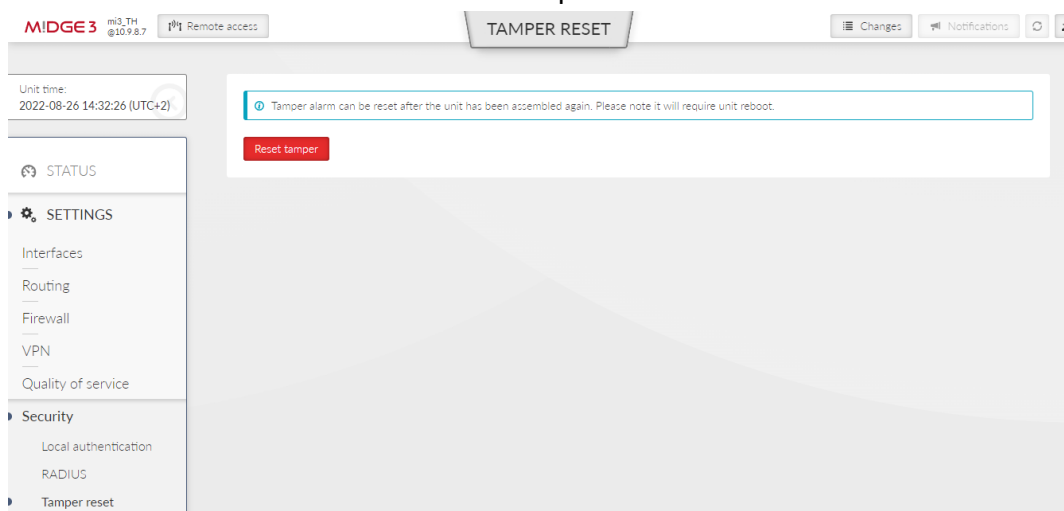 M!DGE 3
mi3_TH
@10.9.8.7
Remote access
TAMPER RESET
Changes
Notifications
Unit time:
2022-08-26 14:32:26 (UTC+2)
Tamper alarm can be reset after the unit has been assembled again. Please note it will require unit reboot.
Reset tamper
STATUS
SETTINGS
Interfaces
Routing
Firewall
VPN
Quality of service
Security
Local authentication
RADIUS
Tamper reset